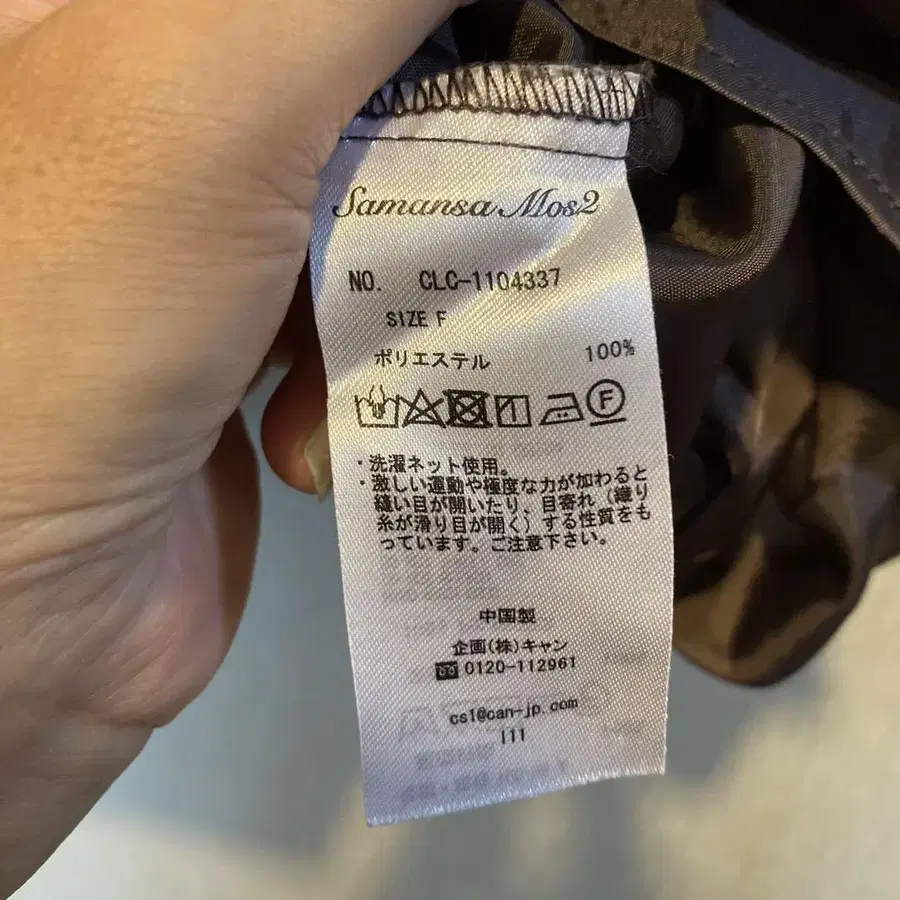 Samansa Mos2
NO. CLC-1104337
SIZE F
ポリエステル 100%
F
・洗濯ネット使用。
・激しい運動や極度な力が加わると
縫い目が開いたり、目寄れ（織り
糸が滑り目が開く）する性質をも
っています。ご注意下さい。
中国製
企画(株)キャン
0120-112961
cs1@can-jp.com
111